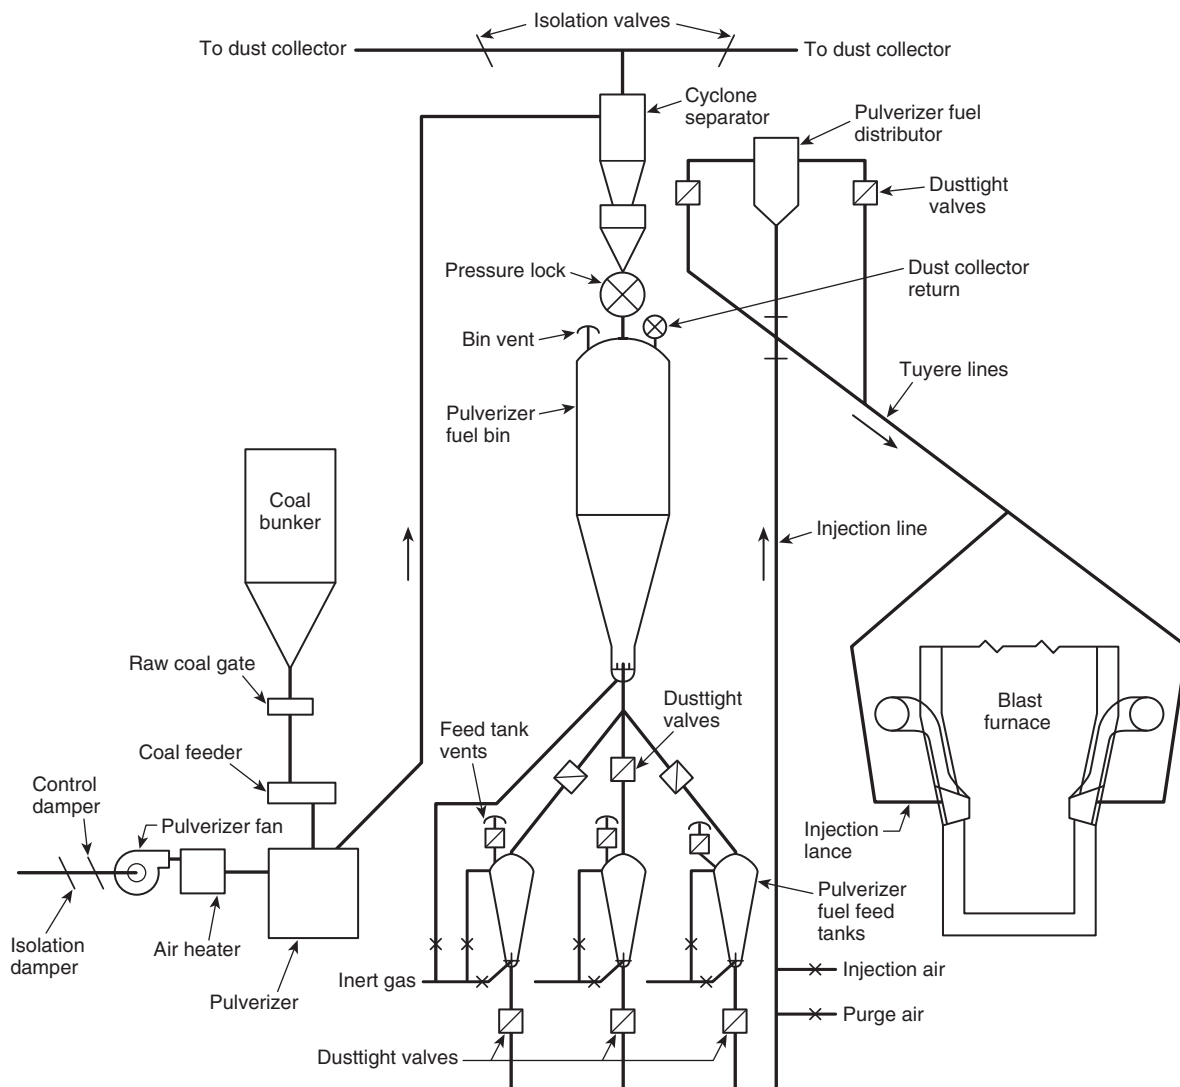 Isolation valves
To dust collector
To dust collector
Cyclone
separator
Pulverizer fuel
distributor
Dusttight
valves
Pressure lock
Dust collector
return
Bin vent
Tuyere lines
Pulverizer
fuel bin
Coal
bunker
Injection line
Raw coal gate
Dusttight
valves
Blast
furnace
Feed tank
vents
Coal feeder
Control
damper
Pulverizer fan
Injection
lance
Pulverizer
fuel feed
tanks
Isolation
damper
Air heater
Pulverizer
Inert gas
Injection air
Purge air
Dusttight valves